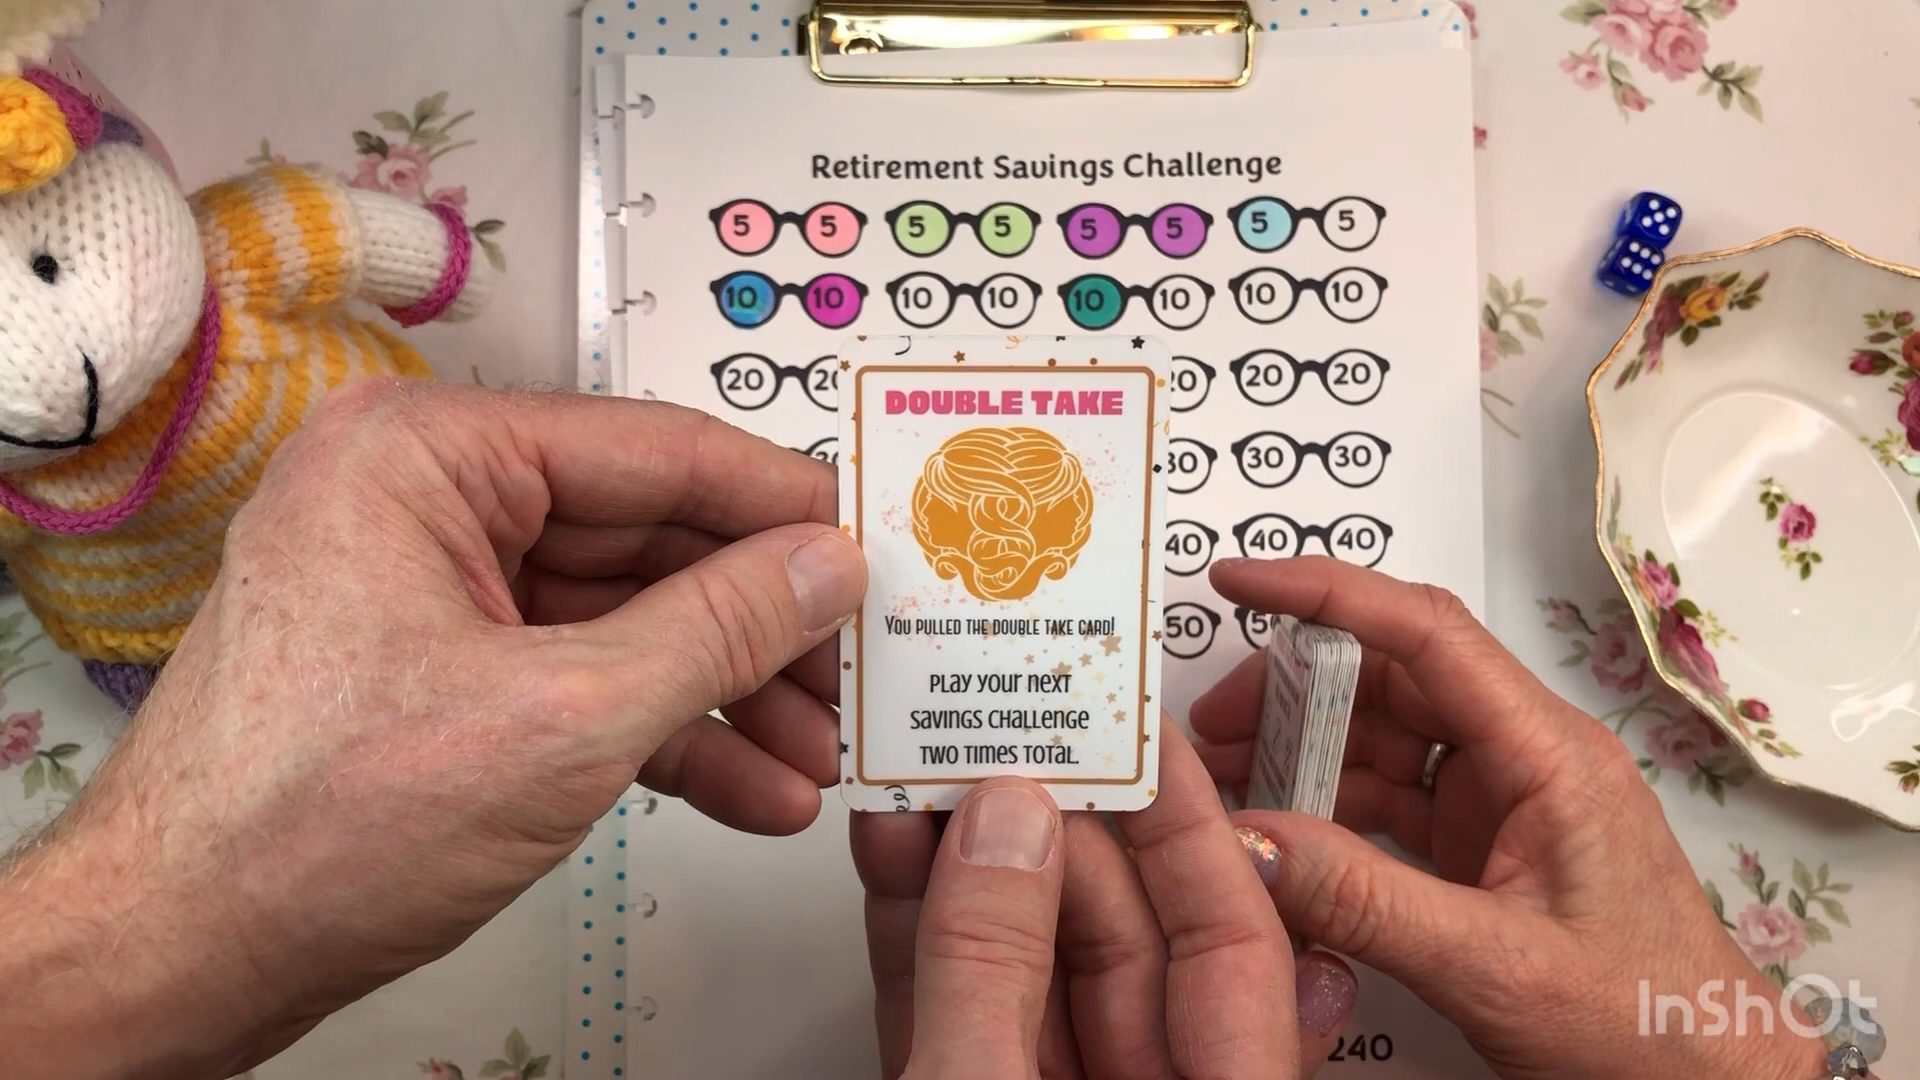 Retirement Savings Challenge
5 5 5 5 5 5 5 5
10 10 10 10 10 10 10 10
20 20 20 20 20
30 30 30
40 40 40
50
DOUBLE TAKE
YOU PULLED THE DOUBLE TAKE CARD!
PLAY YOUR NEXT
SAVINGS CHALLENGE
TWO TIMES TOTAL.
240
InShOt